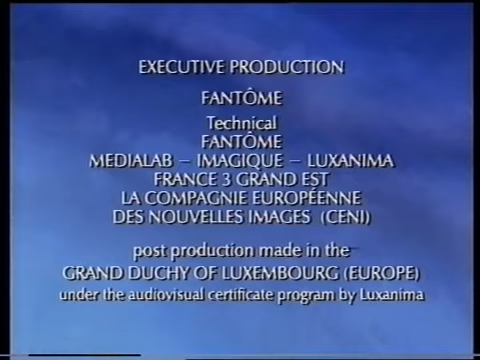 EXECUTIVE PRODUCTION
FANTÔME
Technical
FANTÔME
MEDIALAB – IMAGIQUE – LUXANIMA
FRANCE 3 GRAND EST
LA COMPAGNIE EUROPÉENNE
DES NOUVELLES IMAGES (CENI)
post production made in the
GRAND DUCHY OF LUXEMBOURG (EUROPE)
under the audiovisual certificate program by Luxanima